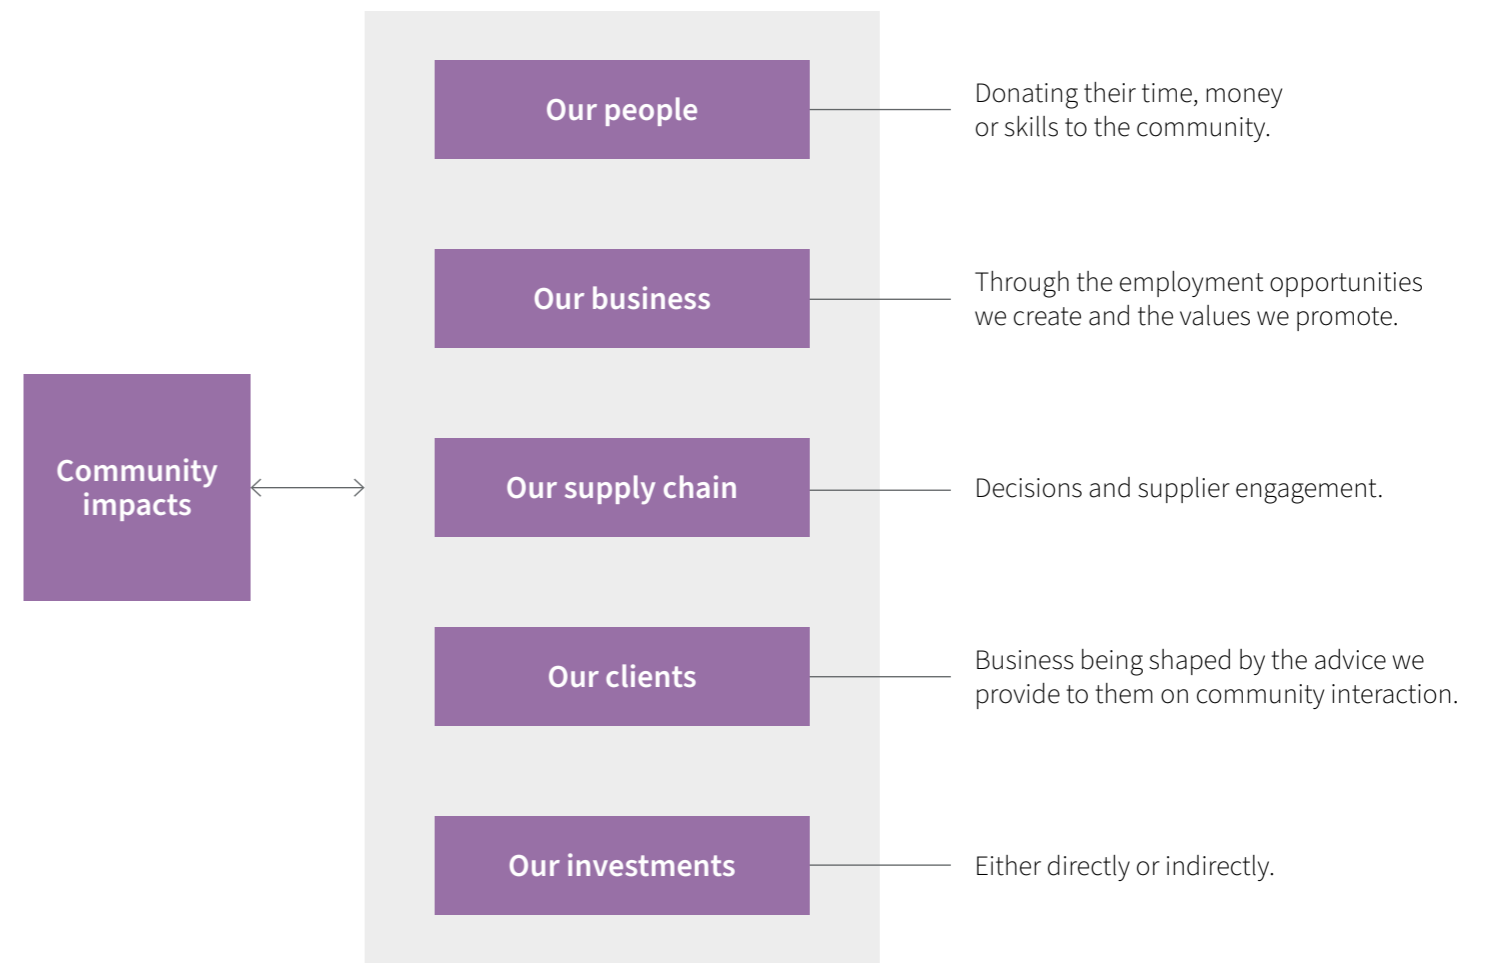 Community
impacts
Our people
Donating their time, money
or skills to the community.
Our business
Through the employment opportunities
we create and the values we promote.
Our supply chain
Decisions and supplier engagement.
Our clients
Business being shaped by the advice we
provide to them on community interaction.
Our investments
Either directly or indirectly.